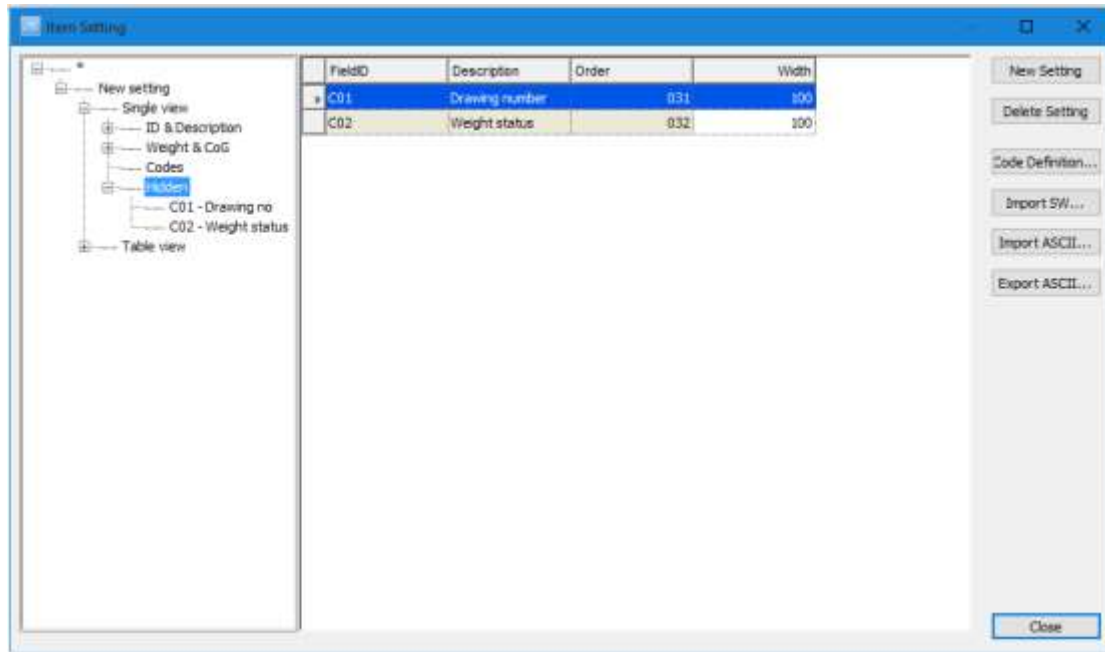 Item Setting
*
New setting
Single view
ID & Description
Weight & CoG
Codes
Hidden
C01 - Drawing no
C02 - Weight status
Table view
FieldID Description Order Width
C01 Drawing number 031 100
C02 Weight status 032 100
New Setting
Delete Setting
Code Definition...
Import SW...
Import ASCII...
Export ASCII...
Close